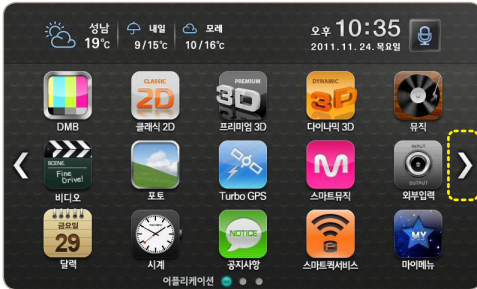 성남 내일 모레
19°c 9/15°c 10/16°c
오후 10:35
2011. 11. 24. 목요일
CLASSIC 2D
PREMIUM 3D
DYNAMIC 3D
DMB 클래식 2D 프리미엄 3D 다이나믹 3D 뮤직
SCENE.
Fine Drive!
INPUT
OUTPUT
비디오 포토 Turbo GPS 스마트뮤직 외부입력
금요일
29
NOTICE
MY
달력 시계 공지사항 스마트퀵서비스 마이메뉴
어플리케이션